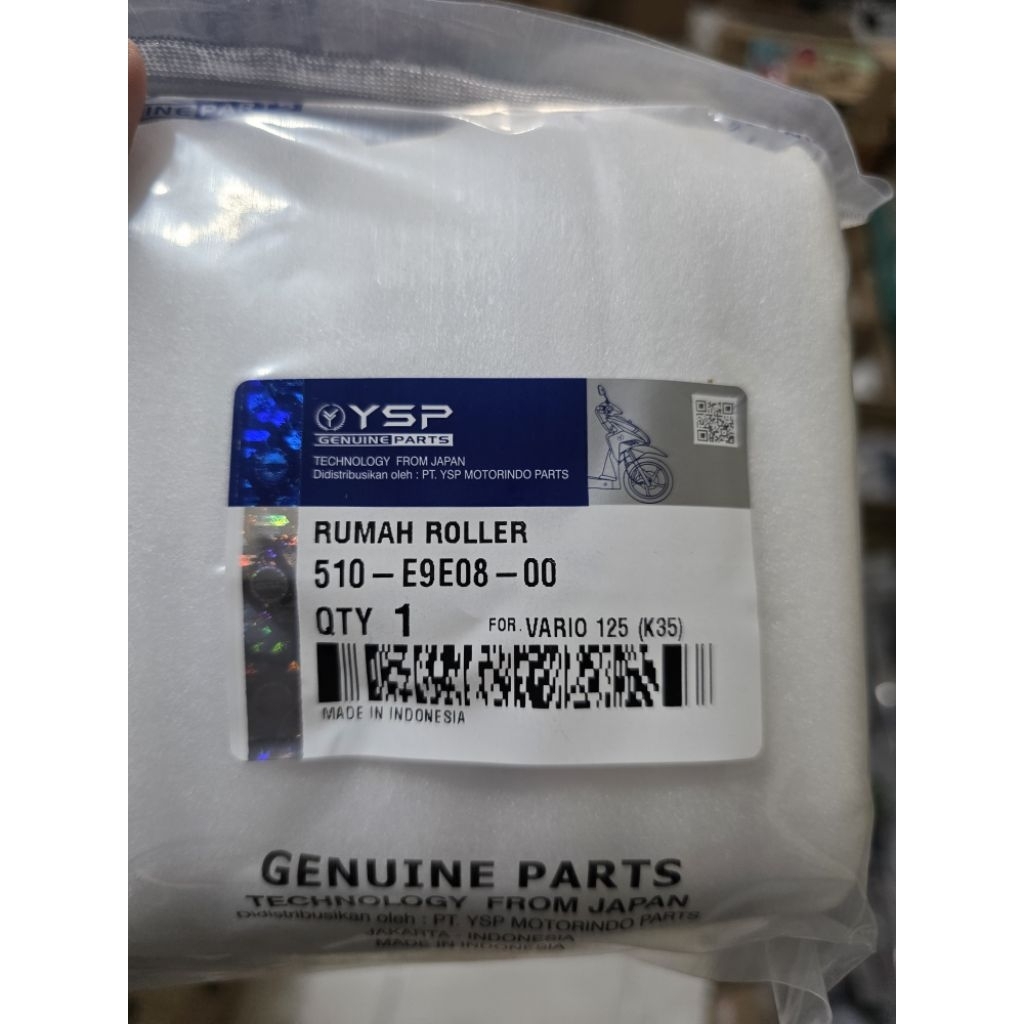 INE PARTS
YSP
GENUINE PARTS
TECHNOLOGY FROM JAPAN
Didistribusikan oleh : PT. YSP MOTORINDO PARTS
RUMAH ROLLER
510-E9E08-00
QTY 1 FOR. VARIO 125 (K35)
MADE IN INDONESIA
GENUINE PARTS
TECHNOLOGY FROM JAPAN
Didistribusikan oleh : PT. YSP MOTORINDO PARTS
JAKARTA - INDONESIA
MADE IN INDONESIA